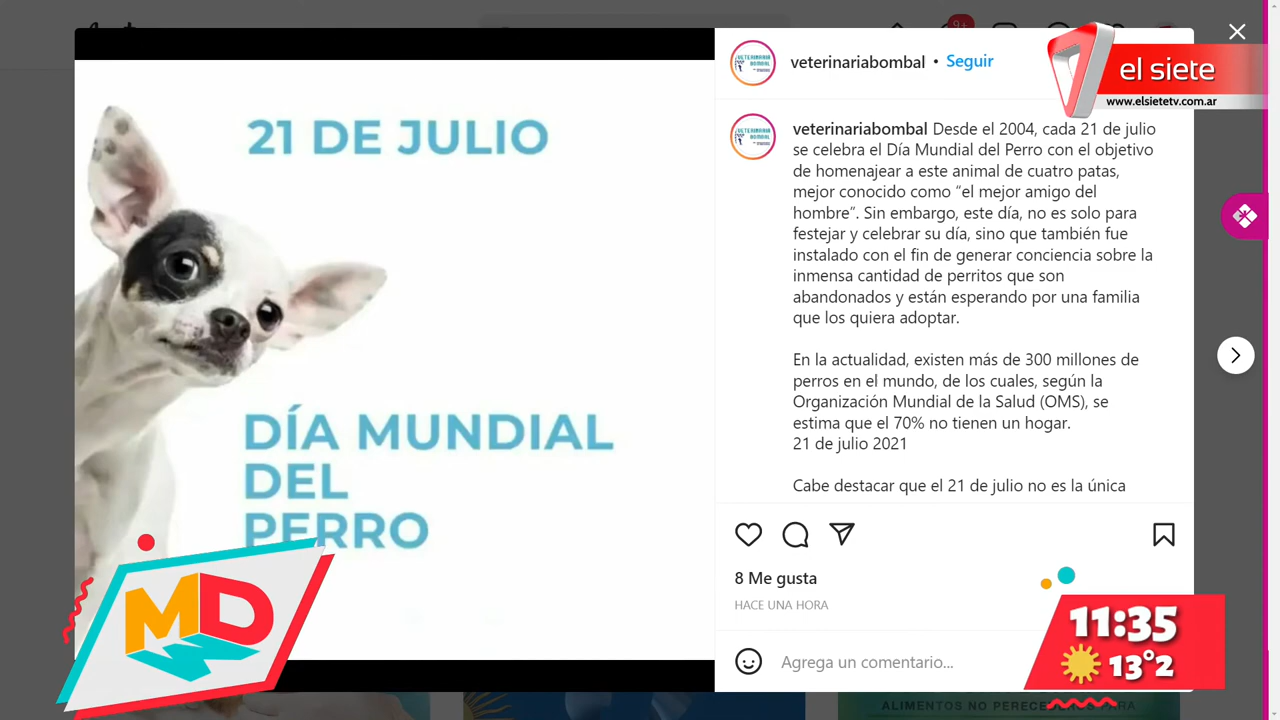 9+
21 DE JULIO
DÍA MUNDIAL
DEL
PERRO
veterinariabombal • Seguir
el siete
www.elsietetv.com.ar
veterinariabombal Desde el 2004, cada 21 de julio
se celebra el Día Mundial del Perro con el objetivo
de homenajear a este animal de cuatro patas,
mejor conocido como “el mejor amigo del
hombre”. Sin embargo, este día, no es solo para
festejar y celebrar su día, sino que también fue
instalado con el fin de generar conciencia sobre la
inmensa cantidad de perritos que son
abandonados y están esperando por una familia
que los quiera adoptar.
En la actualidad, existen más de 300 millones de
perros en el mundo, de los cuales, según la
Organización Mundial de la Salud (OMS), se
estima que el 70% no tienen un hogar.
21 de julio 2021
Cabe destacar que el 21 de julio no es la única
8 Me gusta
HACE UNA HORA
Agrega un comentario...
MD
11:35
13°2
ALIMENTOS NO PERECEDEROS PARA